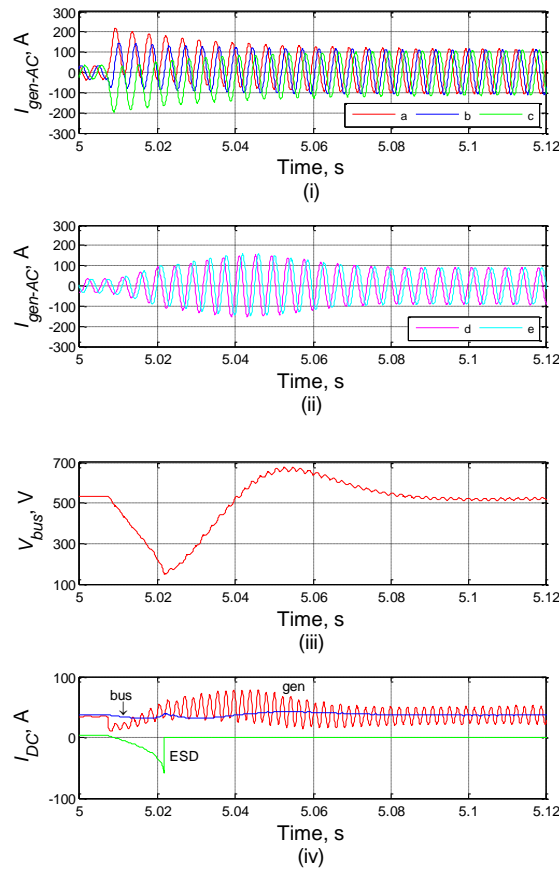 I_gen-AC, A
300
200
100
0
-100
-200
-300
5 5.02 5.04 5.06 5.08 5.1 5.12
a b c
Time, s
(i)
I_gen-AC, A
300
200
100
0
-100
-200
-300
5 5.02 5.04 5.06 5.08 5.1 5.12
d e
Time, s
(ii)
V_bus, V
700
500
300
100
5 5.02 5.04 5.06 5.08 5.1 5.12
Time, s
(iii)
I_DC, A
100
0
-100
bus
gen
ESD
5 5.02 5.04 5.06 5.08 5.1 5.12
Time, s
(iv)